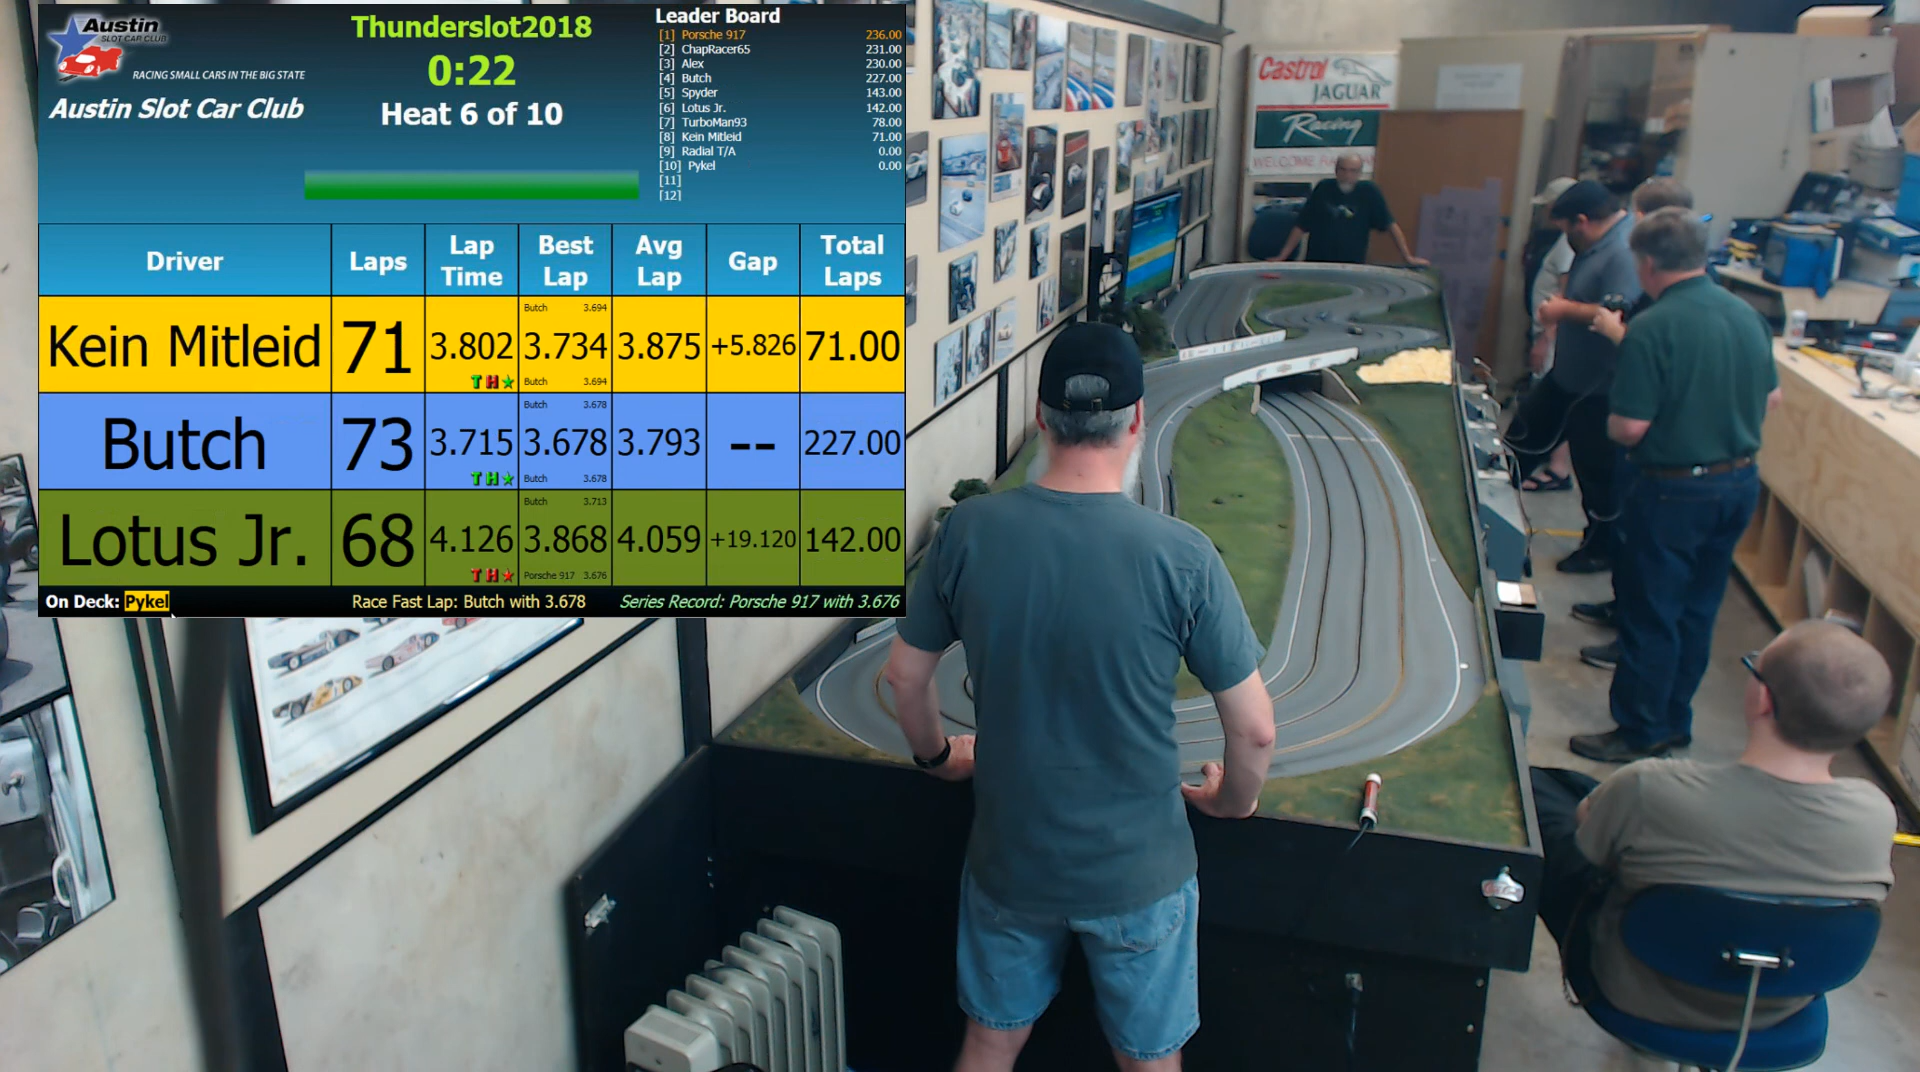 Austin
SLOT CAR CLUB
RACING SMALL CARS IN THE BIG STATE
Austin Slot Car Club
Thunderslot2018
0:22
Heat 6 of 10
Leader Board
[1] Porsche 917 236.00
[2] ChapRacer65 231.00
[3] Alex 230.00
[4] Butch 227.00
[5] Spyder 143.00
[6] Lotus Jr. 142.00
[7] TurboMan93 78.00
[8] Kein Mitleid 71.00
[9] Radial T/A 0.00
[10] Pykel 0.00
[11]
[12]
Driver Laps Lap Time Best Lap Avg Lap Gap Total Laps
Butch 3.694
Kein Mitleid 71 3.802 3.734 3.875 +5.826 71.00
T H ★ Butch 3.694
Butch 3.678
Butch 73 3.715 3.678 3.793 -- 227.00
T H ★ Butch 3.678
Butch 3.713
Lotus Jr. 68 4.126 3.868 4.059 +19.120 142.00
T H ★ Porsche 917 3.676
On Deck: Pykel Race Fast Lap: Butch with 3.678 Series Record: Porsche 917 with 3.676
Castrol
JAGUAR
Racing